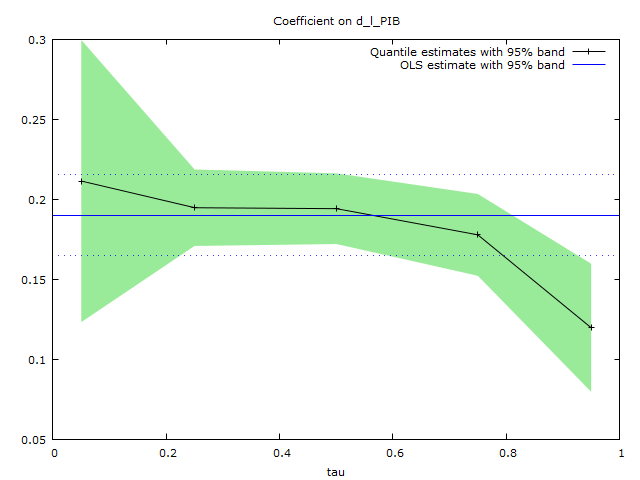 Coefficient on d_l_PIB
Quantile estimates with 95% band
OLS estimate with 95% band
0.3
0.25
0.2
0.15
0.1
0.05
0 0.2 0.4 0.6 0.8 1
tau